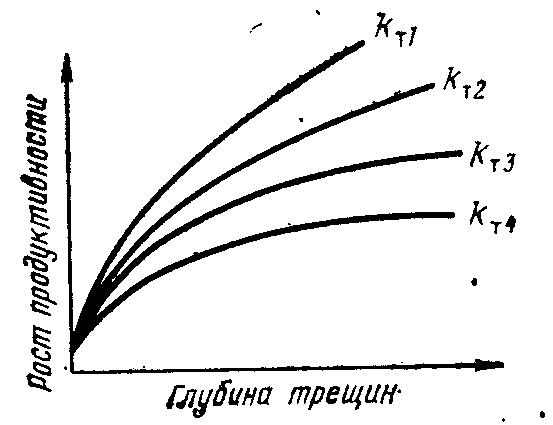 Kт1
Kт2
Kт3
Kт4
Рост продуктивности
Глубина трещин